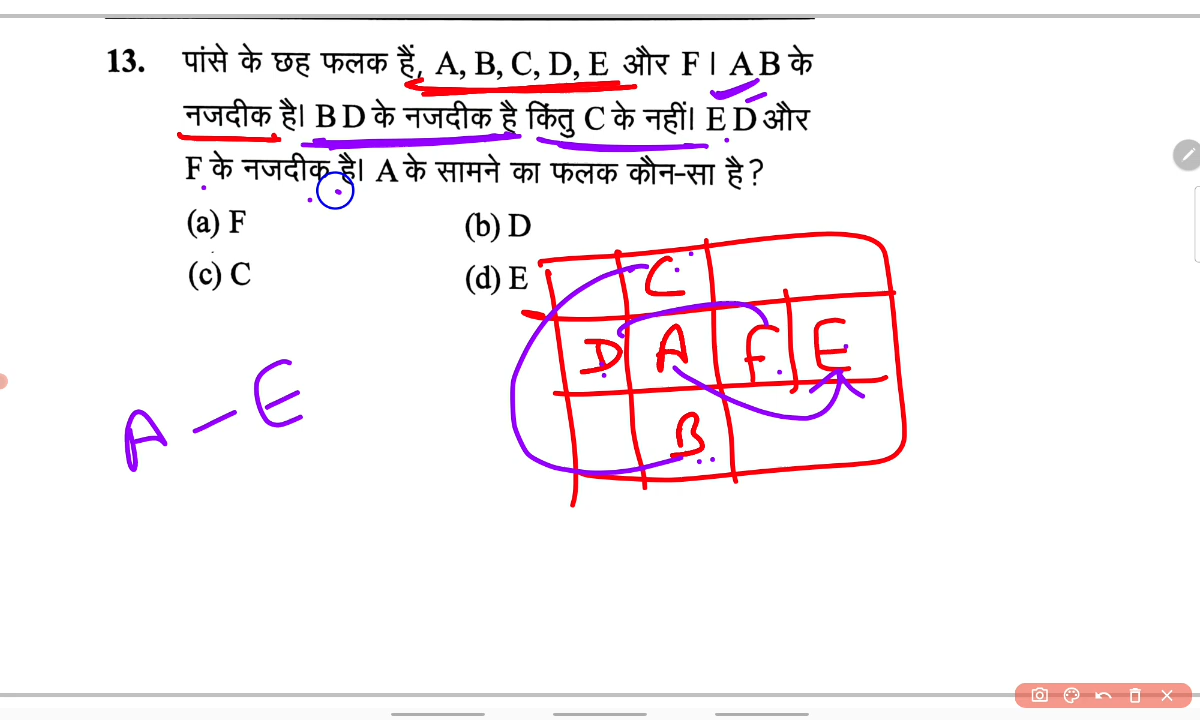 13. पांसे के छह फलक हैं, A, B, C, D, E और F। A B के
नजदीक है। B D के नजदीक है किंतु C के नहीं। E D और
F के नजदीक है। A के सामने का फलक कौन-सा है?
(a) F (b) D
(c) C (d) E
C
D A F E
B
A – E